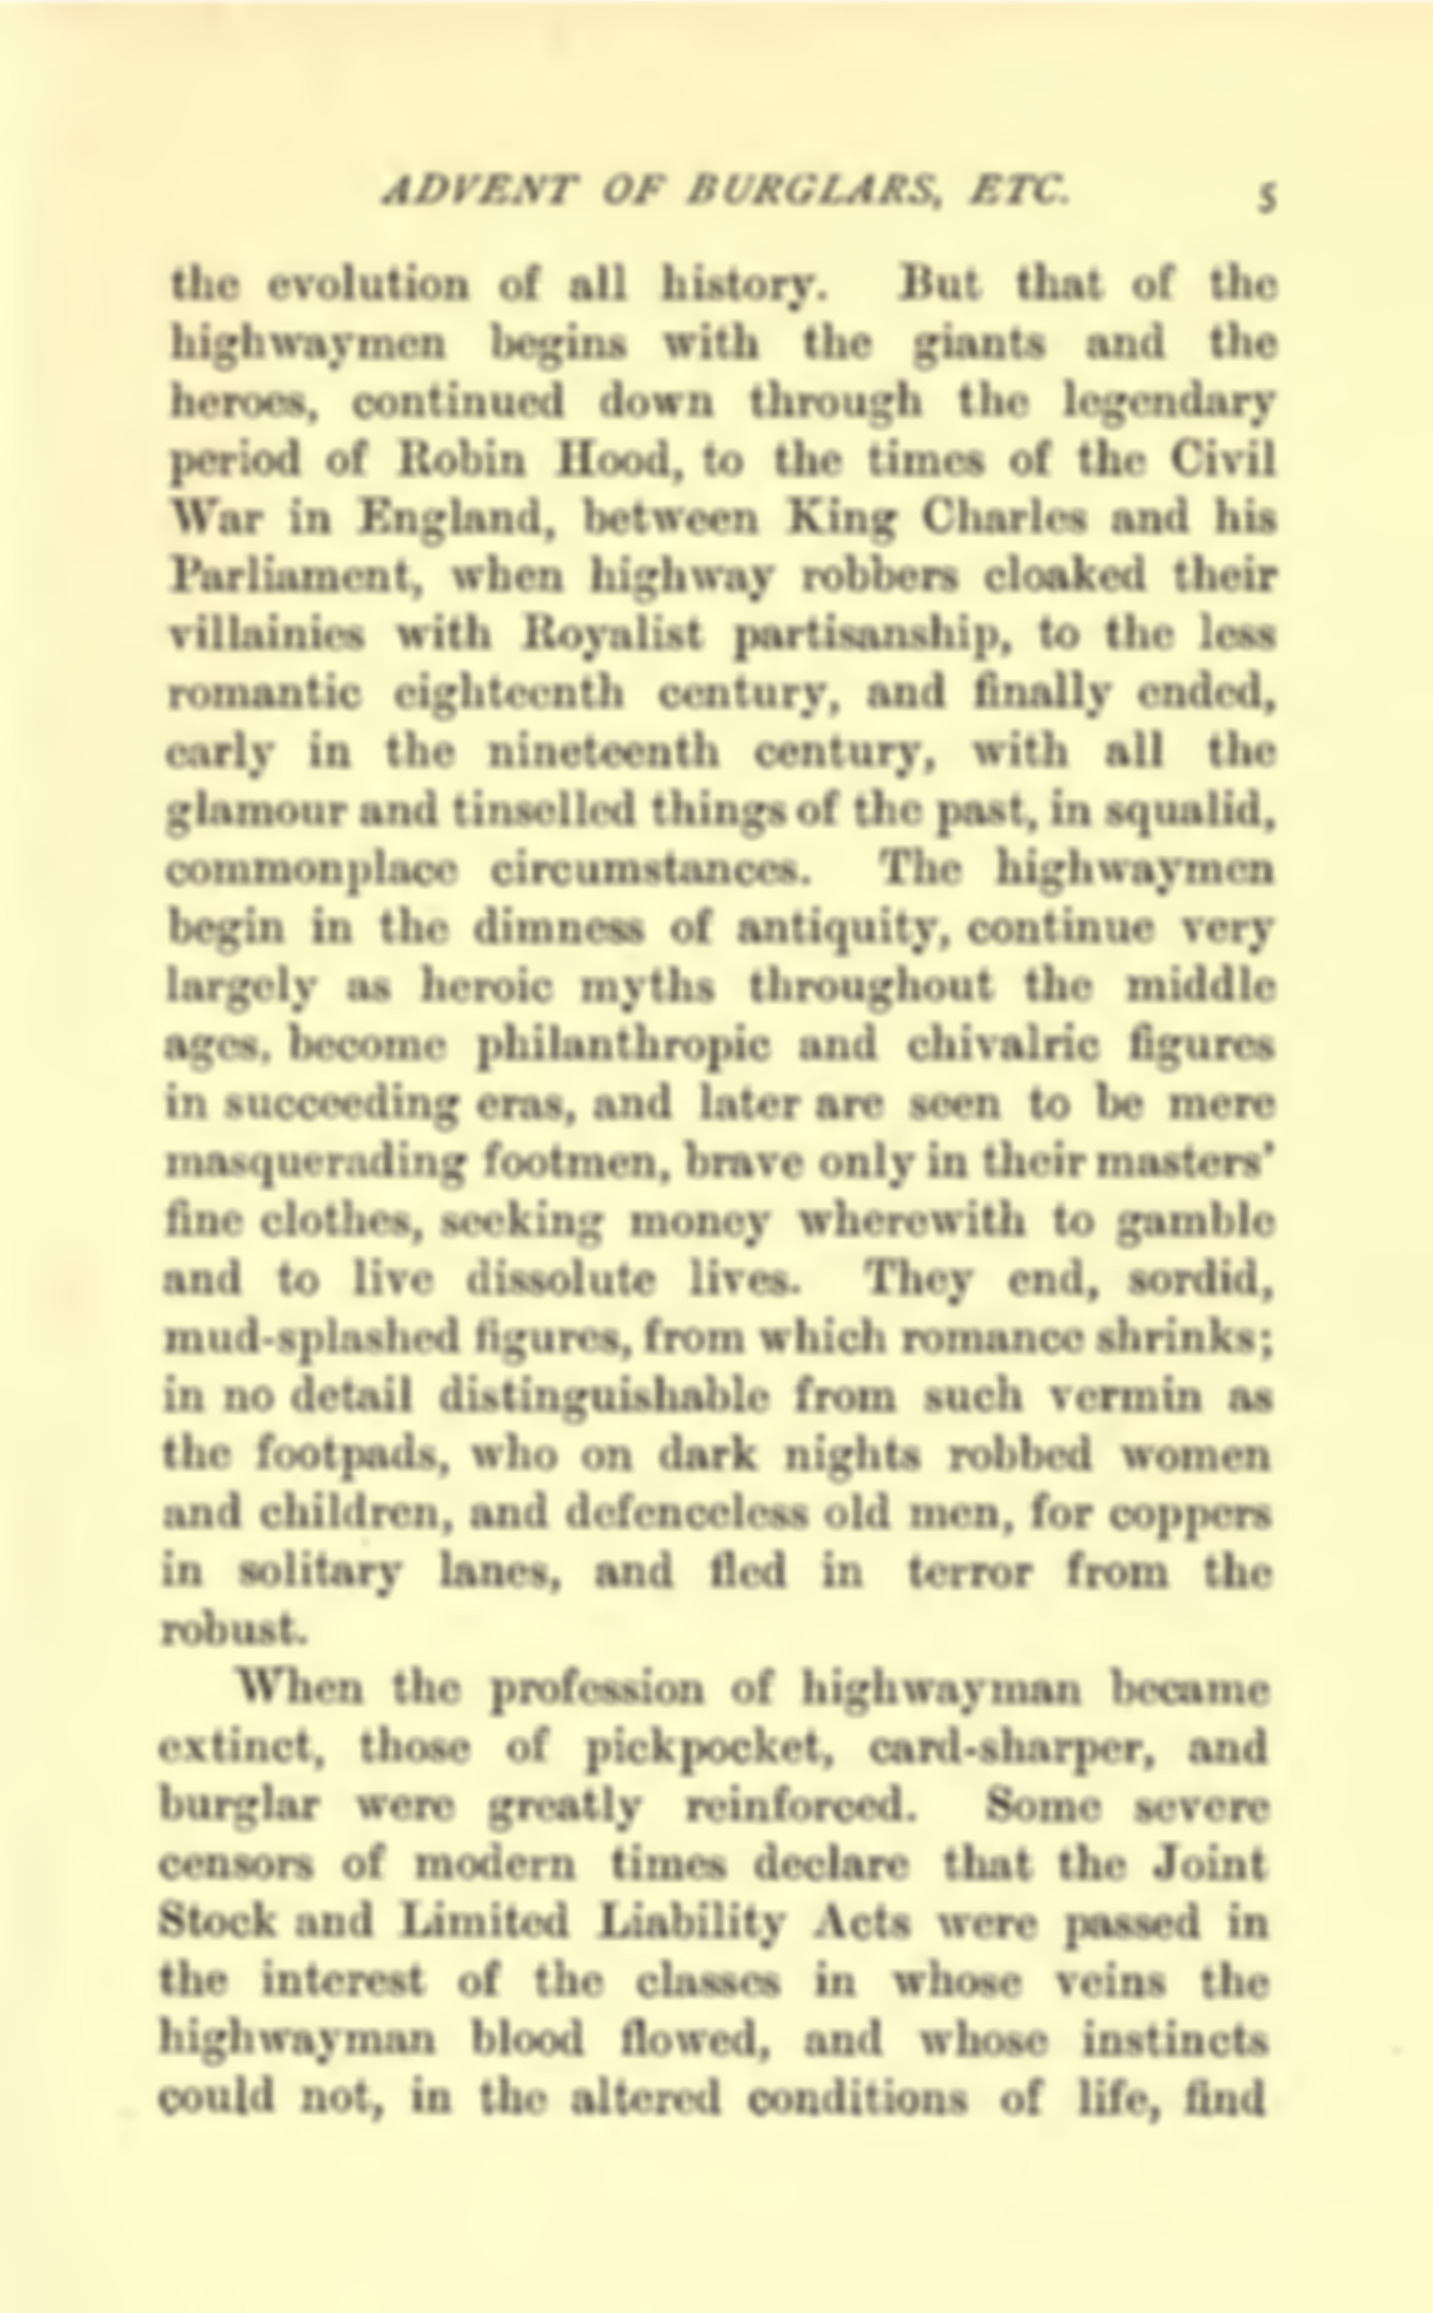 ADVENT OF BURGLARS, ETC. 5
the evolution of all history. But that of the
highwaymen begins with the giants and the
heroes, continued down through the legendary
period of Robin Hood, to the times of the Civil
War in England, between King Charles and his
Parliament, when highway robbers cloaked their
villainies with Royalist partisanship, to the less
romantic eighteenth century, and finally ended,
early in the nineteenth century, with all the
glamour and tinselled things of the past, in squalid,
commonplace circumstances. The highwaymen
begin in the dimness of antiquity, continue very
largely as heroic myths throughout the middle
ages, become philanthropic and chivalric figures
in succeeding eras, and later are seen to be mere
masquerading footmen, brave only in their masters'
fine clothes, seeking money wherewith to gamble
and to live dissolute lives. They end, sordid,
mud-splashed figures, from which romance shrinks;
in no detail distinguishable from such vermin as
the footpads, who on dark nights robbed women
and children, and defenceless old men, for coppers
in solitary lanes, and fled in terror from the
robust.
When the profession of highwayman became
extinct, those of pickpocket, card-sharper, and
burglar were greatly reinforced. Some severe
censors of modern times declare that the Joint
Stock and Limited Liability Acts were passed in
the interest of the classes in whose veins the
highwayman blood flowed, and whose instincts
could not, in the altered conditions of life, find